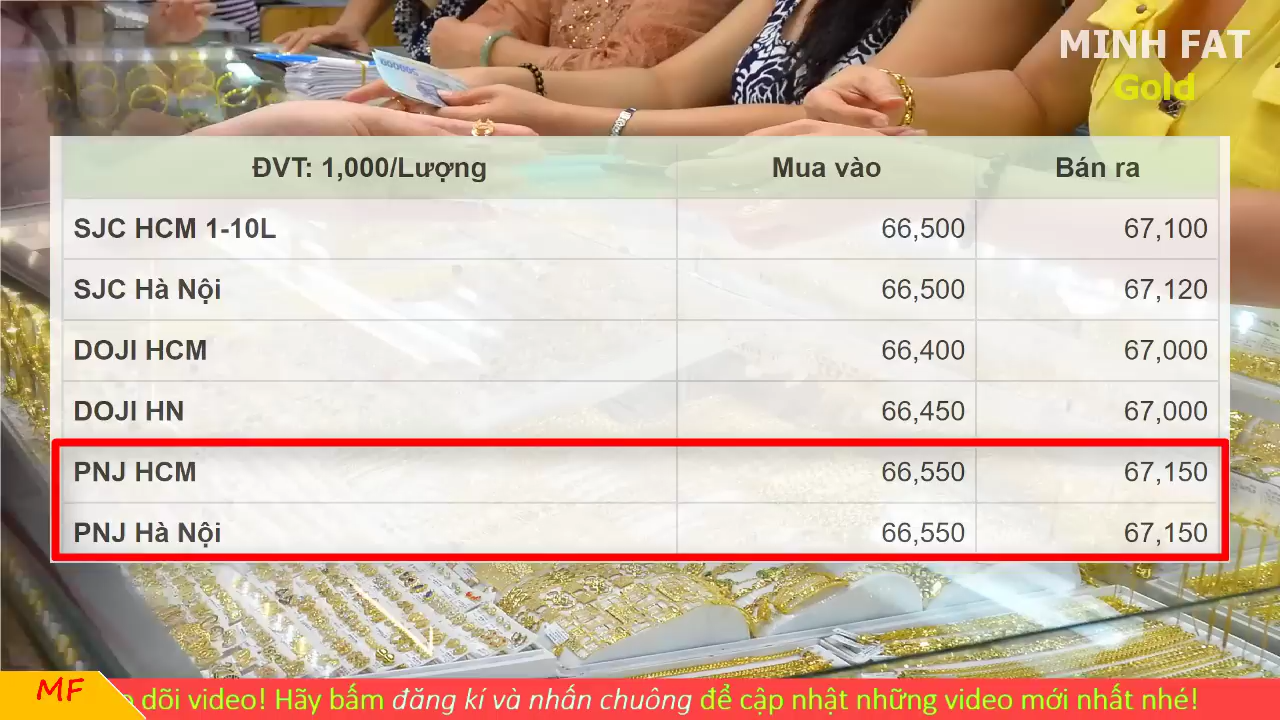 MINH FAT
Gold
ĐVT: 1,000/Lượng Mua vào Bán ra
SJC HCM 1-10L 66,500 67,100
SJC Hà Nội 66,500 67,120
DOJI HCM 66,400 67,000
DOJI HN 66,450 67,000
PNJ HCM 66,550 67,150
PNJ Hà Nội 66,550 67,150
MF dõi video! Hãy bấm đăng kí và nhấn chuông để cập nhật những video mới nhất nhé!